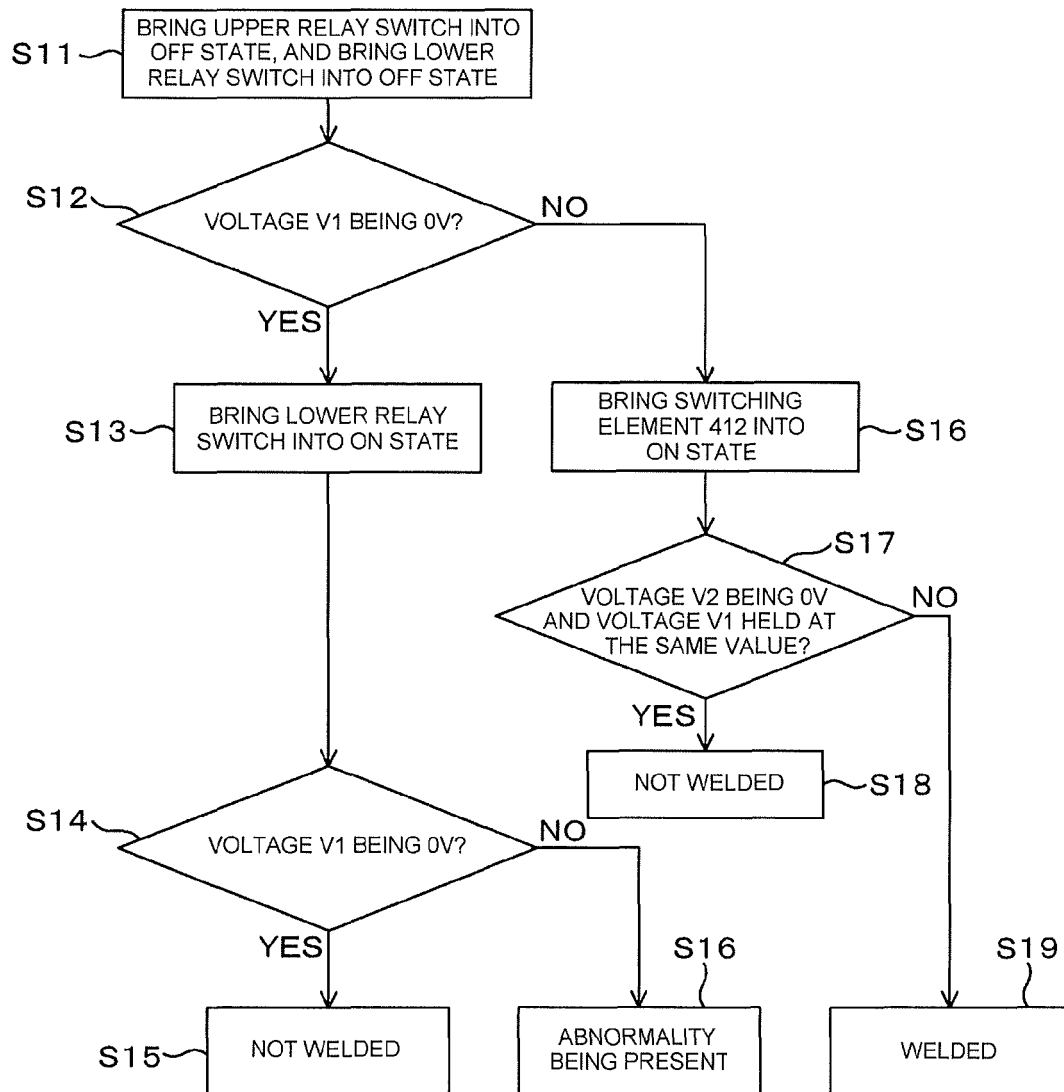 S11
BRING UPPER RELAY SWITCH INTO
OFF STATE, AND BRING LOWER
RELAY SWITCH INTO OFF STATE
S12
VOLTAGE V1 BEING 0V?
NO
YES
S13
BRING LOWER RELAY
SWITCH INTO ON STATE
BRING SWITCHING
ELEMENT 412 INTO
ON STATE
S16
S17
VOLTAGE V2 BEING 0V
AND VOLTAGE V1 HELD AT
THE SAME VALUE?
NO
YES
NOT WELDED
S18
S14
VOLTAGE V1 BEING 0V?
NO
YES
S15
NOT WELDED
S16
ABNORMALITY
BEING PRESENT
S19
WELDED